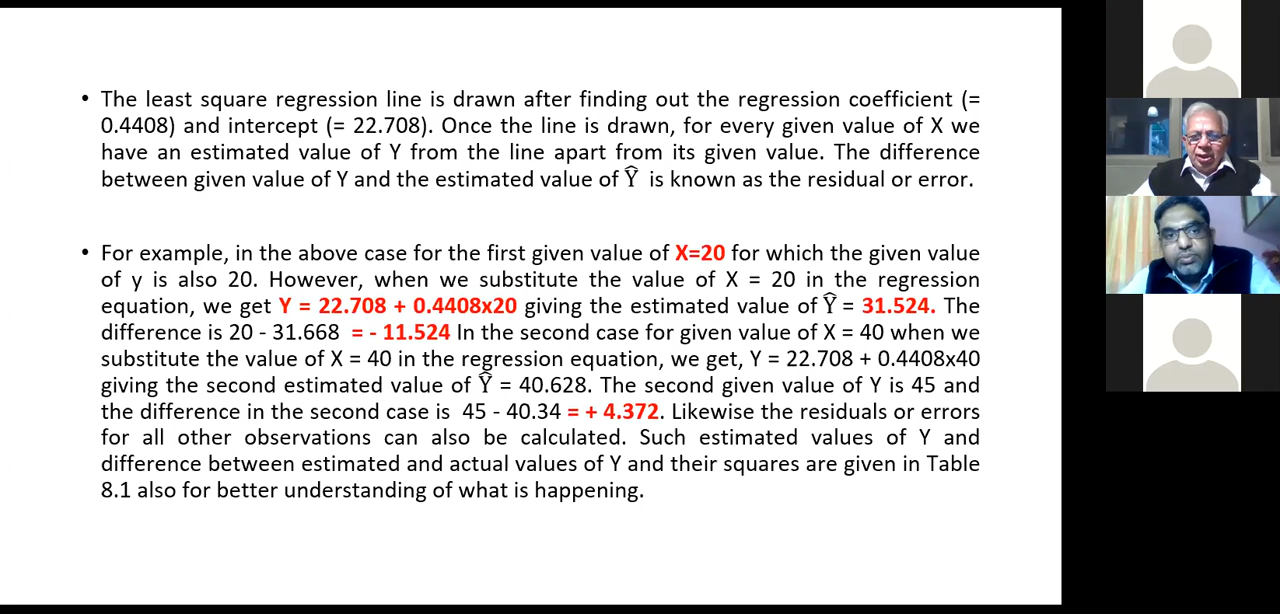 • The least square regression line is drawn after finding out the regression coefficient (=
0.4408) and intercept (= 22.708). Once the line is drawn, for every given value of X we
have an estimated value of Y from the line apart from its given value. The difference
between given value of Y and the estimated value of Ŷ is known as the residual or error.
• For example, in the above case for the first given value of X=20 for which the given value
of y is also 20. However, when we substitute the value of X = 20 in the regression
equation, we get Y = 22.708 + 0.4408x20 giving the estimated value of Ŷ = 31.524. The
difference is 20 - 31.668 = - 11.524 In the second case for given value of X = 40 when we
substitute the value of X = 40 in the regression equation, we get, Y = 22.708 + 0.4408x40
giving the second estimated value of Ŷ = 40.628. The second given value of Y is 45 and
the difference in the second case is 45 - 40.34 = + 4.372. Likewise the residuals or errors
for all other observations can also be calculated. Such estimated values of Y and
difference between estimated and actual values of Y and their squares are given in Table
8.1 also for better understanding of what is happening.